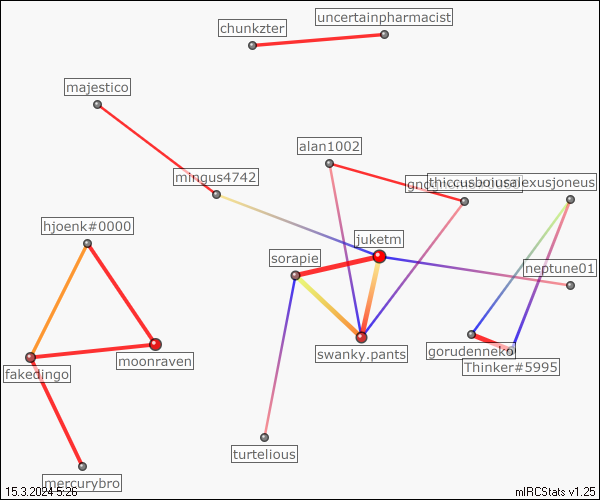 uncertainpharmacist
chunkzter
majestico
alan1002
mingus4742
thiccusboiusalexusjoneus
hjoenk#0000
juketm
sorapie
neptune01
swanky.pants
gorudenneko
moonraven
Thinker#5995
fakedingo
turtelious
mercurybro
15.3.2024 5:26
mIRCStats v1.25